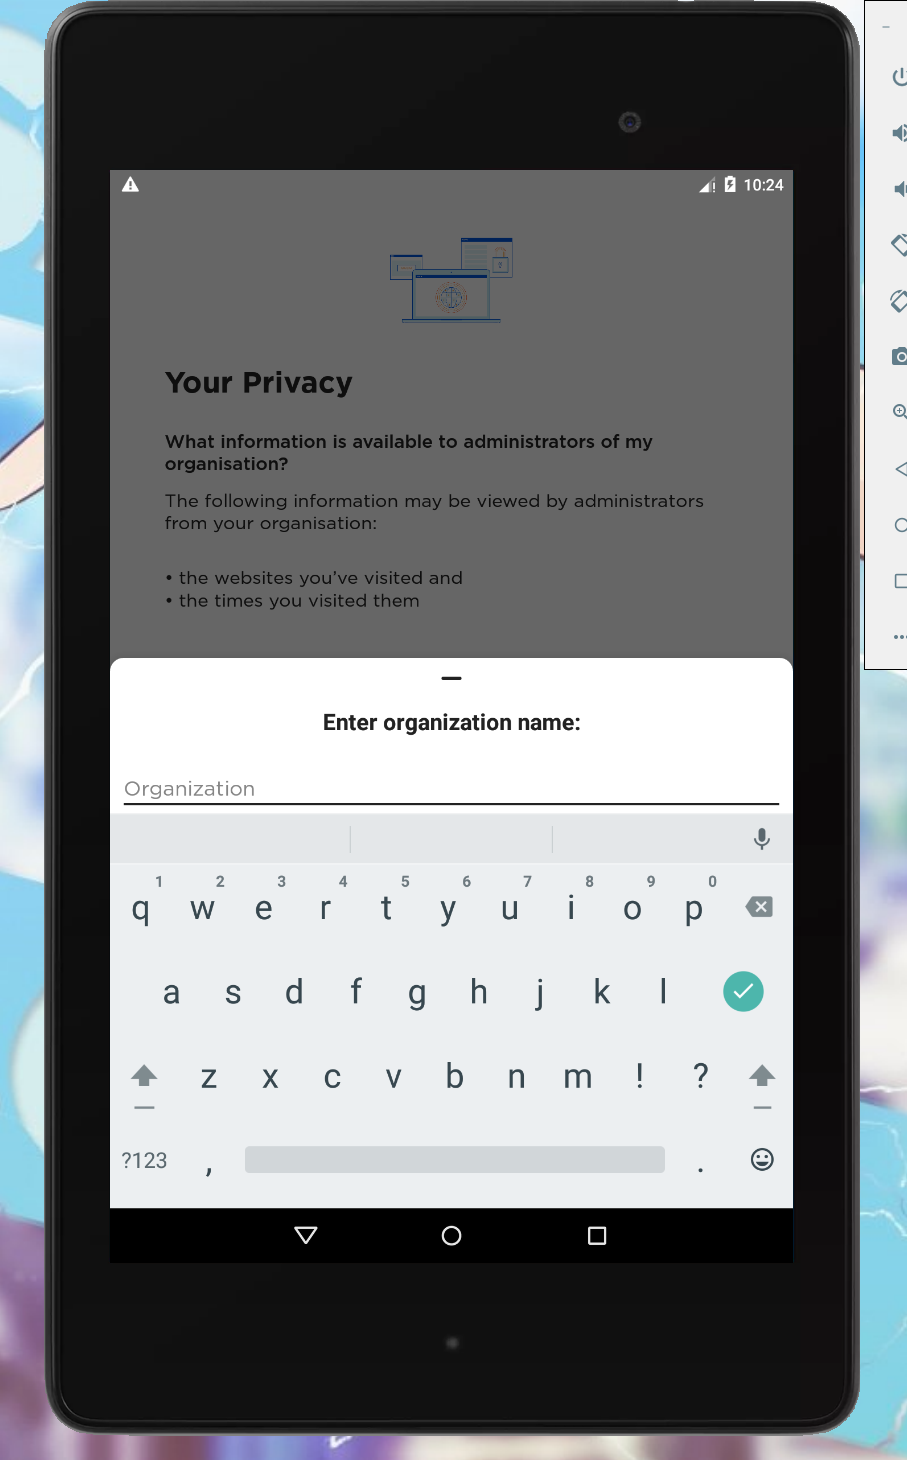 10:24
Your Privacy
What information is available to administrators of my
organisation?
The following information may be viewed by administrators
from your organisation:
• the websites you've visited and
• the times you visited them
Enter organization name:
Organization
1 2 3 4 5 6 7 8 9 0
q w e r t y u i o p
a s d f g h j k l
z x c v b n m ! ?
?123 , .